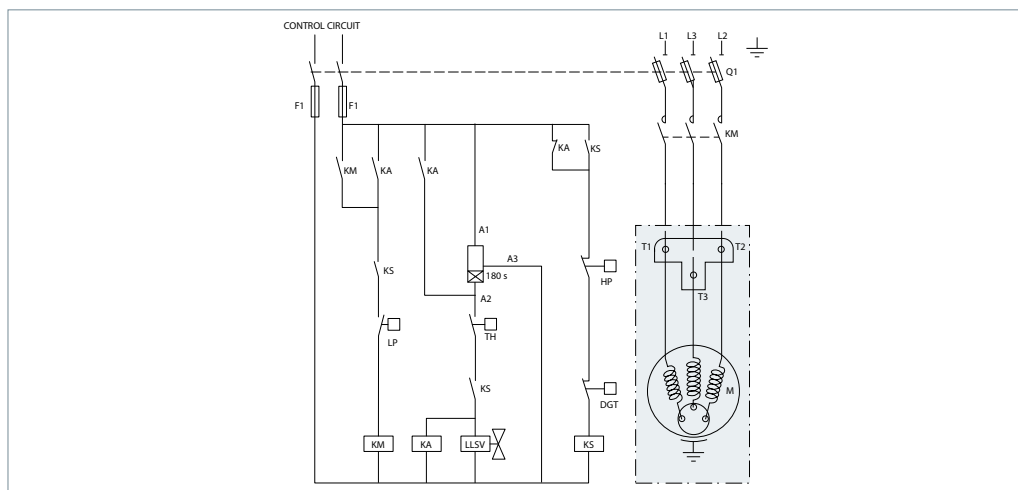 CONTROL CIRCUIT
L1 L3 L2
Q1
F1 F1
KM
KA KS
KM KA KA
A1
A3
T1 T2
KS
180 s
HP
A2
T3
LP
TH
KS
M
DGT
KM KA LLSV KS